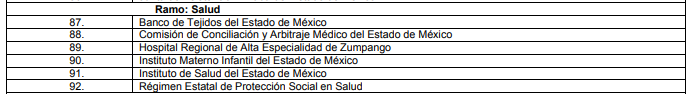 Ramo: Salud
87. Banco de Tejidos del Estado de México
88. Comisión de Conciliación y Arbitraje Médico del Estado de México
89. Hospital Regional de Alta Especialidad de Zumpango
90. Instituto Materno Infantil del Estado de México
91. Instituto de Salud del Estado de México
92. Régimen Estatal de Protección Social en Salud